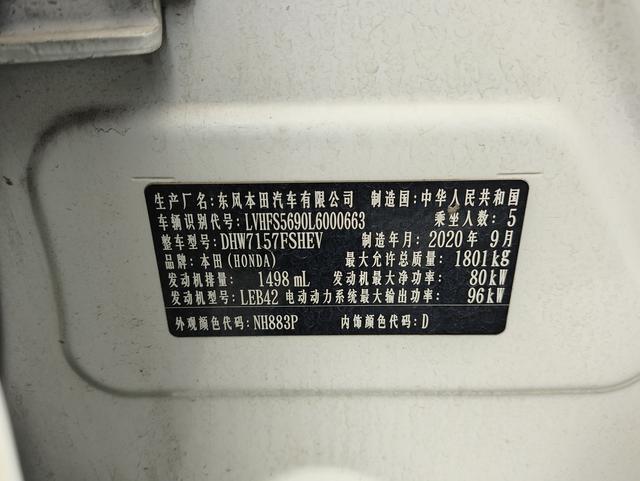 生产厂名:东风本田汽车有限公司 制造国:中华人民共和国
车辆识别代号:LVHFS5690L6000663 乘坐人数:5
整车型号:DHW7157FSHEV 制造年月:2020年9月
品牌:本田(HONDA) 最大允许总质量:1801kg
发动机排量: 1498 mL 发动机最大净功率: 80kW
发动机型号: LEB42 电动动力系统最大输出功率: 96kW
外观颜色代码:NH883P 内饰颜色代码:D